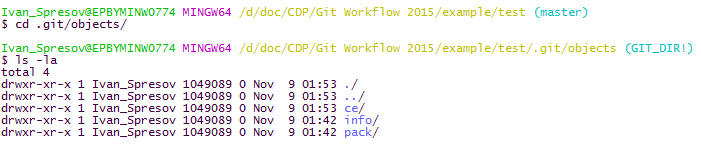 Ivan_Spresov@EPBYMINW0774 MINGW64 /d/doc/CDP/Git Workflow 2015/example/test (master)
$ cd .git/objects/
Ivan_Spresov@EPBYMINW0774 MINGW64 /d/doc/CDP/Git Workflow 2015/example/test/.git/objects (GIT_DIR!)
$ ls -la
total 4
drwxr-xr-x 1 Ivan_Spresov 1049089 0 Nov  9 01:53 ./
drwxr-xr-x 1 Ivan_Spresov 1049089 0 Nov  9 01:53 ../
drwxr-xr-x 1 Ivan_Spresov 1049089 0 Nov  9 01:53 ce/
drwxr-xr-x 1 Ivan_Spresov 1049089 0 Nov  9 01:42 info/
drwxr-xr-x 1 Ivan_Spresov 1049089 0 Nov  9 01:42 pack/